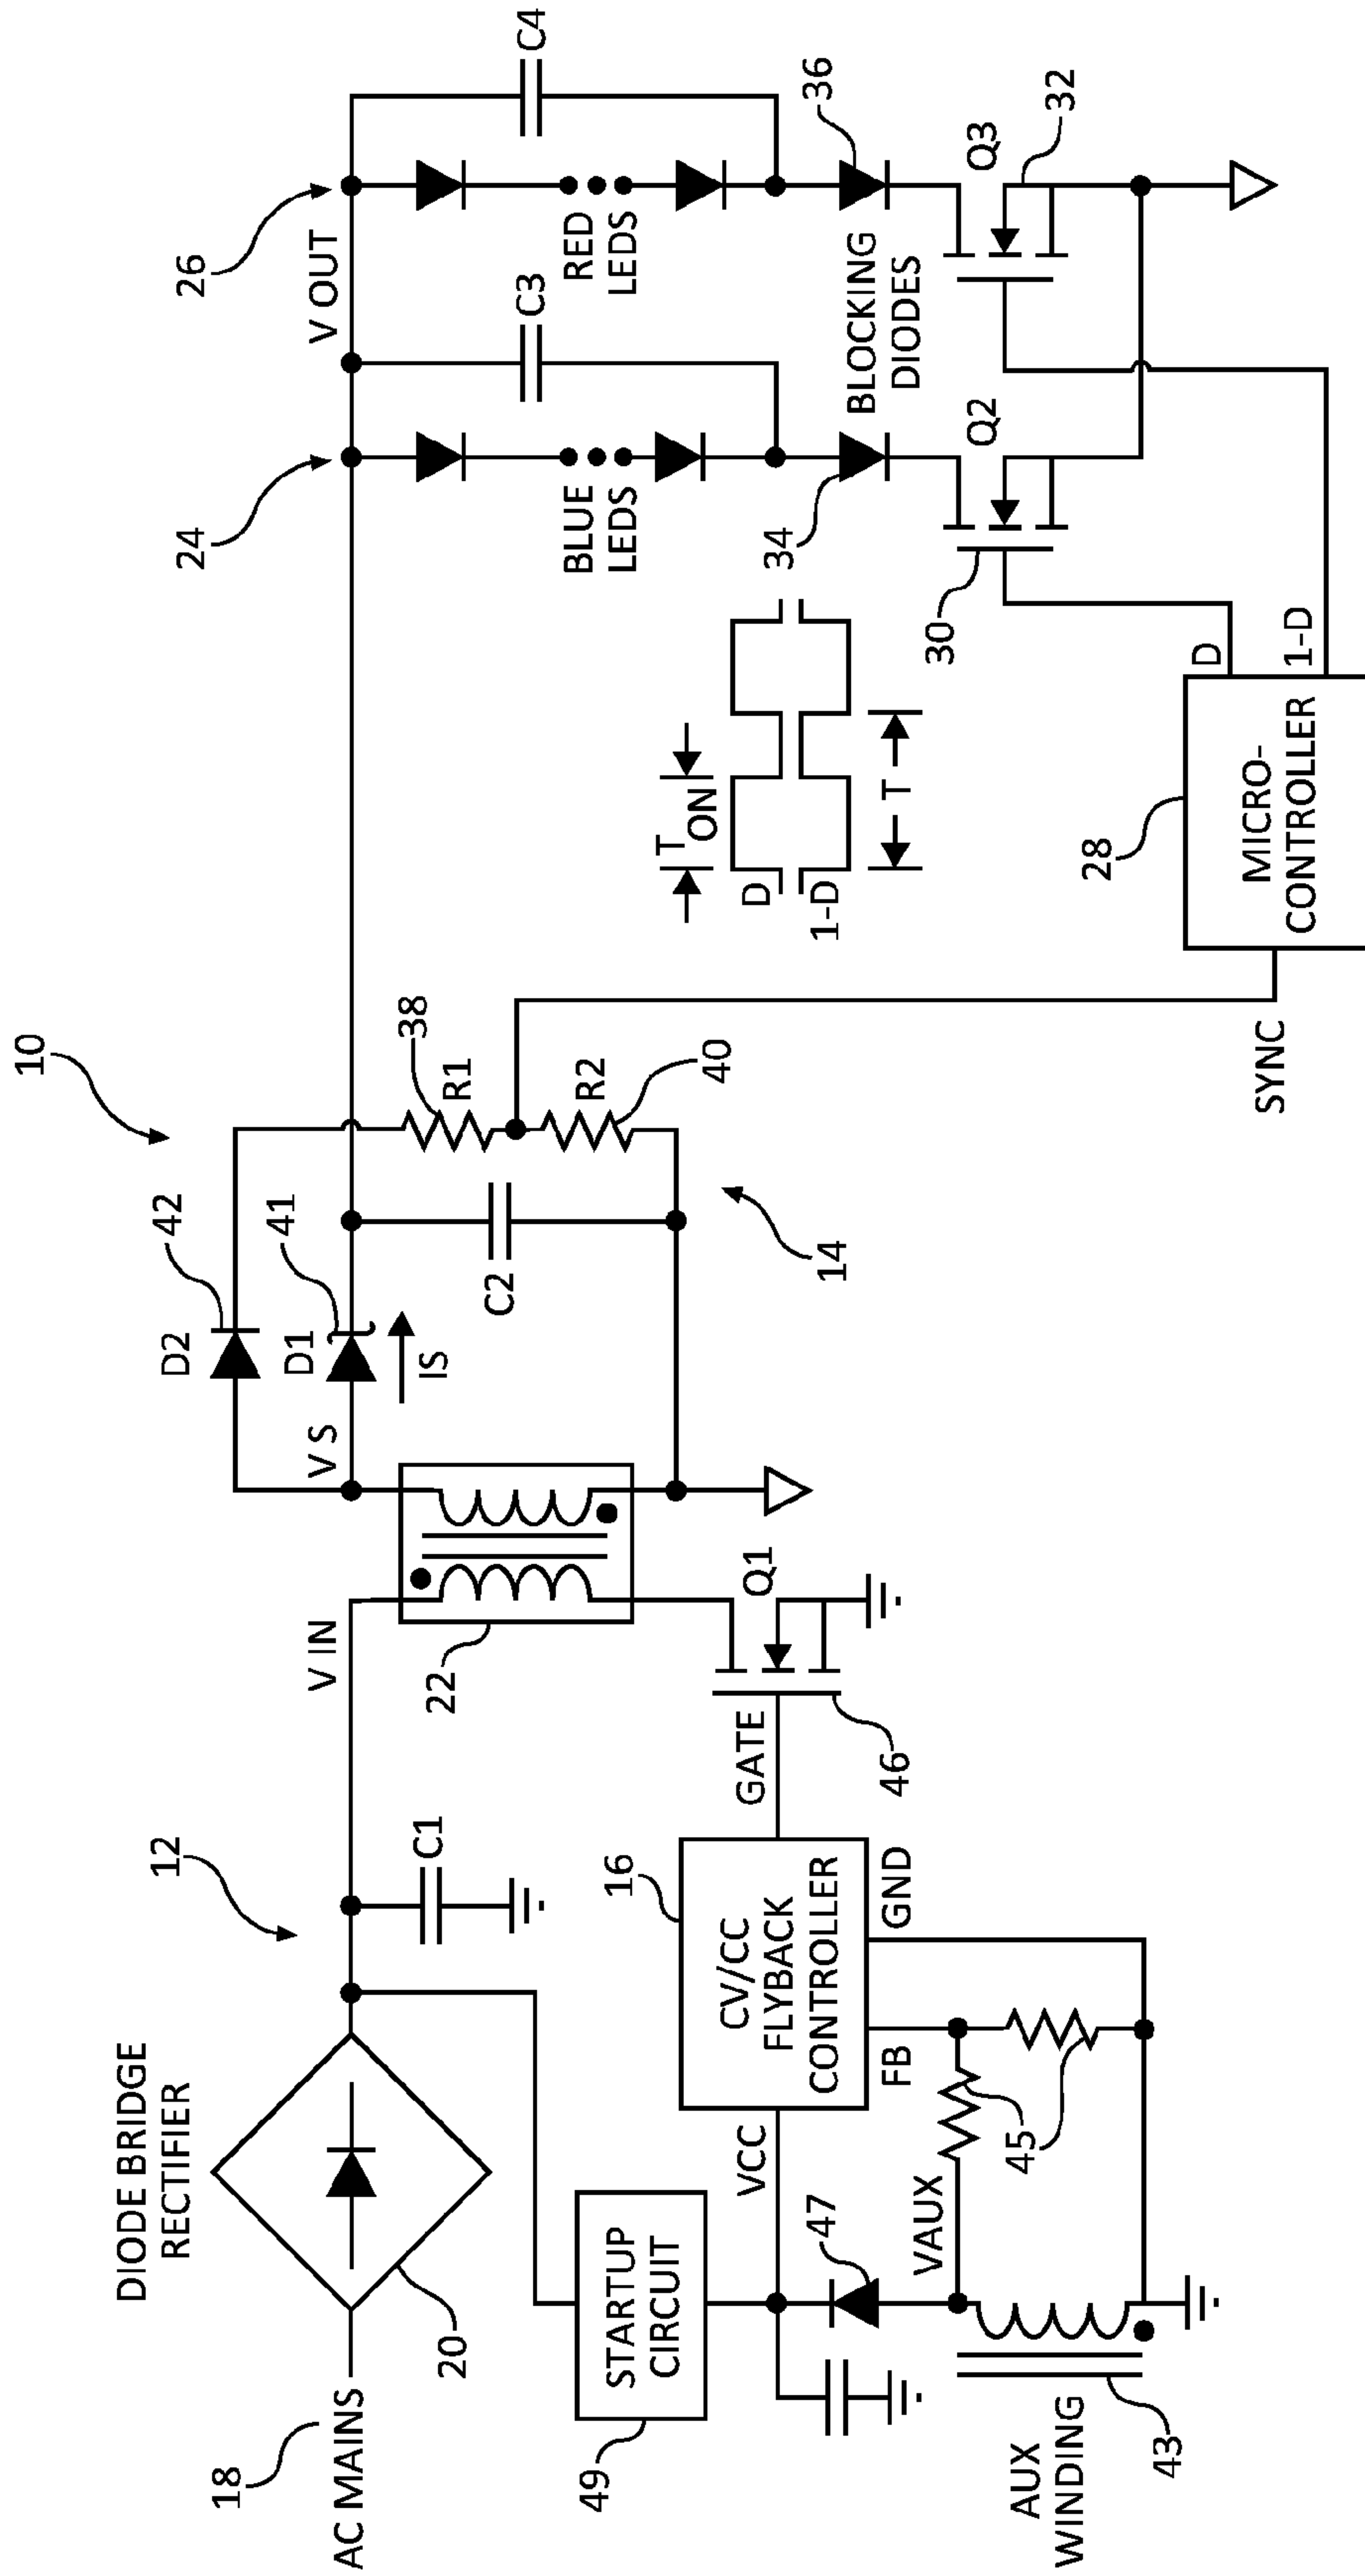 10
12
18
AC MAINS
DIODE BRIDGE
RECTIFIER
20
C1
V IN
22
V S
D2
42
D1
41
IS
C2
14
38
R1
R2
40
SYNC
24
26
V OUT
BLUE
LEDS
C3
RED
LEDS
C4
34
BLOCKING
DIODES
36
30
Q2
Q3
32
T ON
D
1-D
T
28
MICRO-
CONTROLLER
D
1-D
49
STARTUP
CIRCUIT
VCC
16
CV/CC
FLYBACK
CONTROLLER
GATE
Q1
46
FB
GND
47
VAUX
45
AUX
WINDING
43